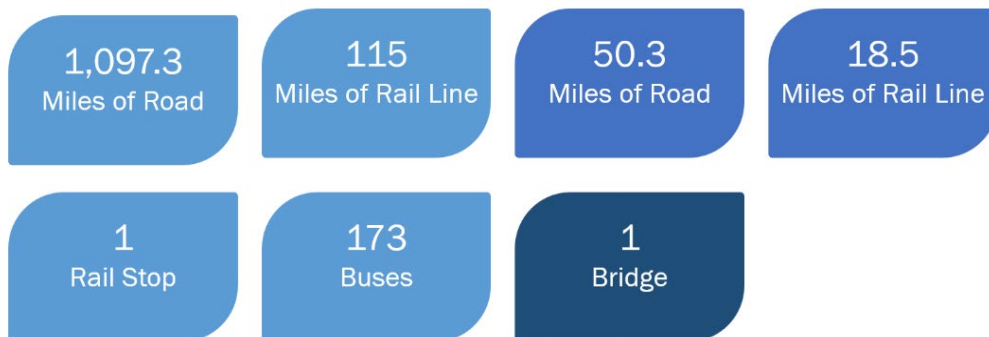 1,097.3
Miles of Road
115
Miles of Rail Line
50.3
Miles of Road
18.5
Miles of Rail Line
1
Rail Stop
173
Buses
1
Bridge